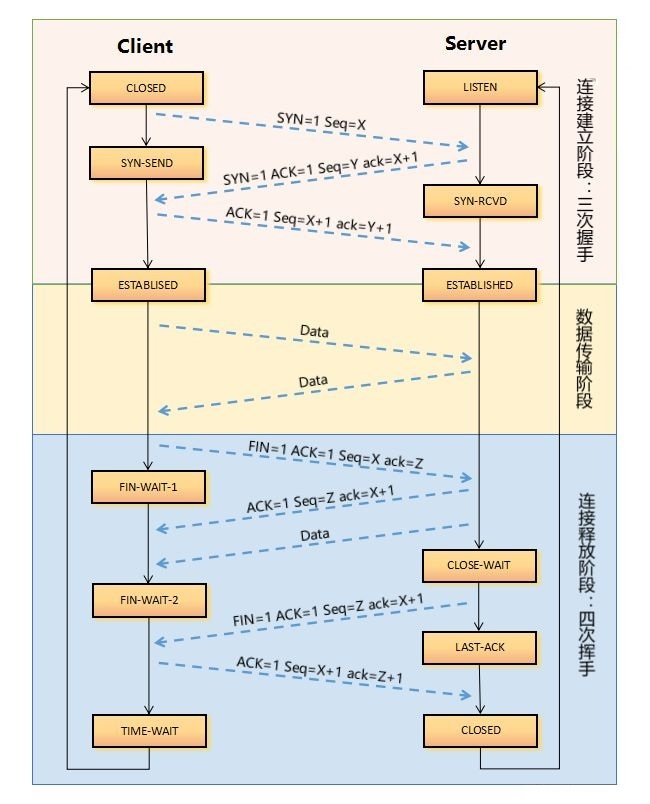 Client
Server
CLOSED
LISTEN
SYN=1 Seq=X
SYN-SEND
SYN=1 ACK=1 Seq=Y ack=X+1
SYN-RCVD
ACK=1 Seq=X+1 ack=Y+1
ESTABLISED
ESTABLISHED
连接建立阶段：三次握手
Data
Data
数据传输阶段
FIN=1 ACK=1 Seq=X ack=Z
FIN-WAIT-1
ACK=1 Seq=Z ack=X+1
Data
CLOSE-WAIT
FIN-WAIT-2
FIN=1 ACK=1 Seq=Z ack=X+1
LAST-ACK
ACK=1 Seq=X+1 ack=Z+1
TIME-WAIT
CLOSED
连接释放阶段：四次挥手